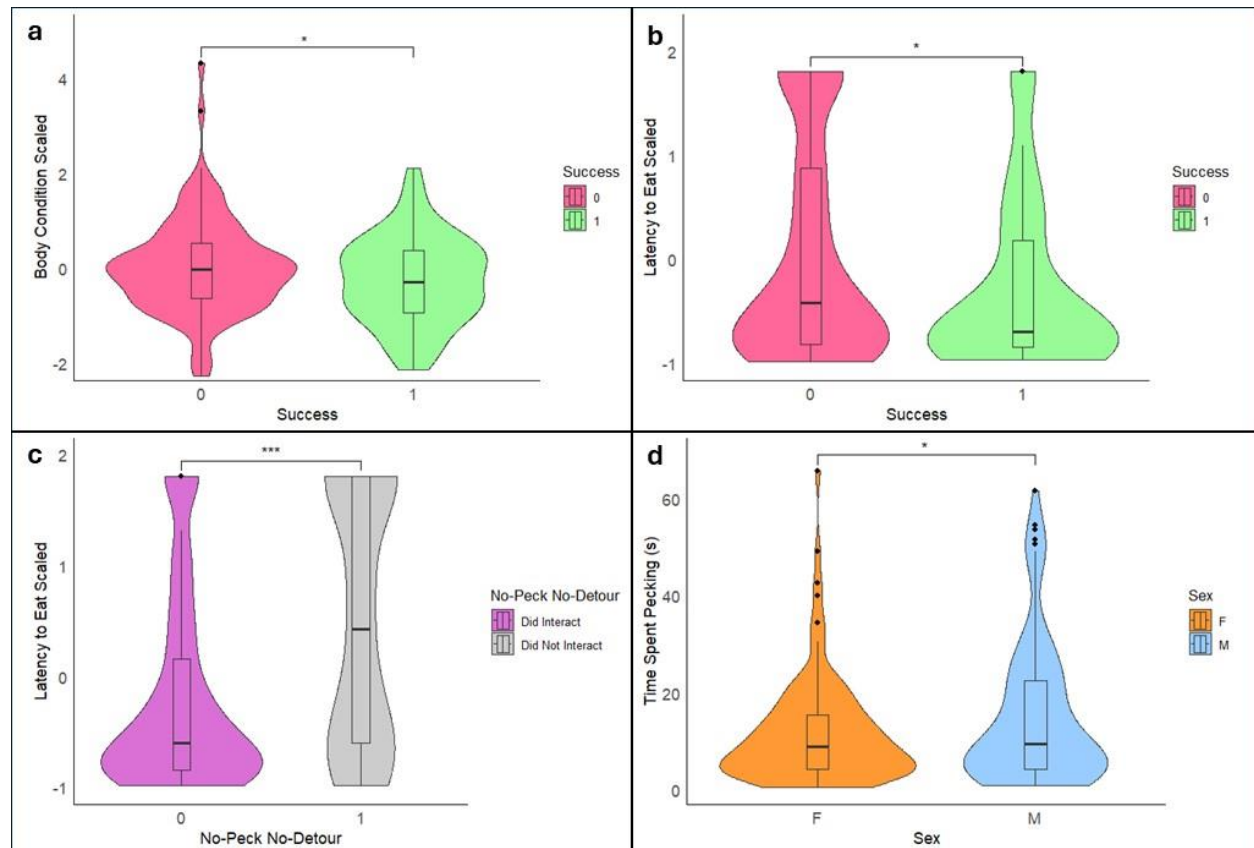 a
*
4
2
0
-2
Body Condition Scaled
0
1
Success
Success
0
1
b
*
2
1
0
-1
Latency to Eat Scaled
0
1
Success
Success
0
1
c
***
2
1
0
-1
Latency to Eat Scaled
0
1
No-Peck No-Detour
No-Peck No-Detour
Did Interact
Did Not Interact
d
*
60
40
20
0
Time Spent Pecking (s)
F
M
Sex
Sex
F
M